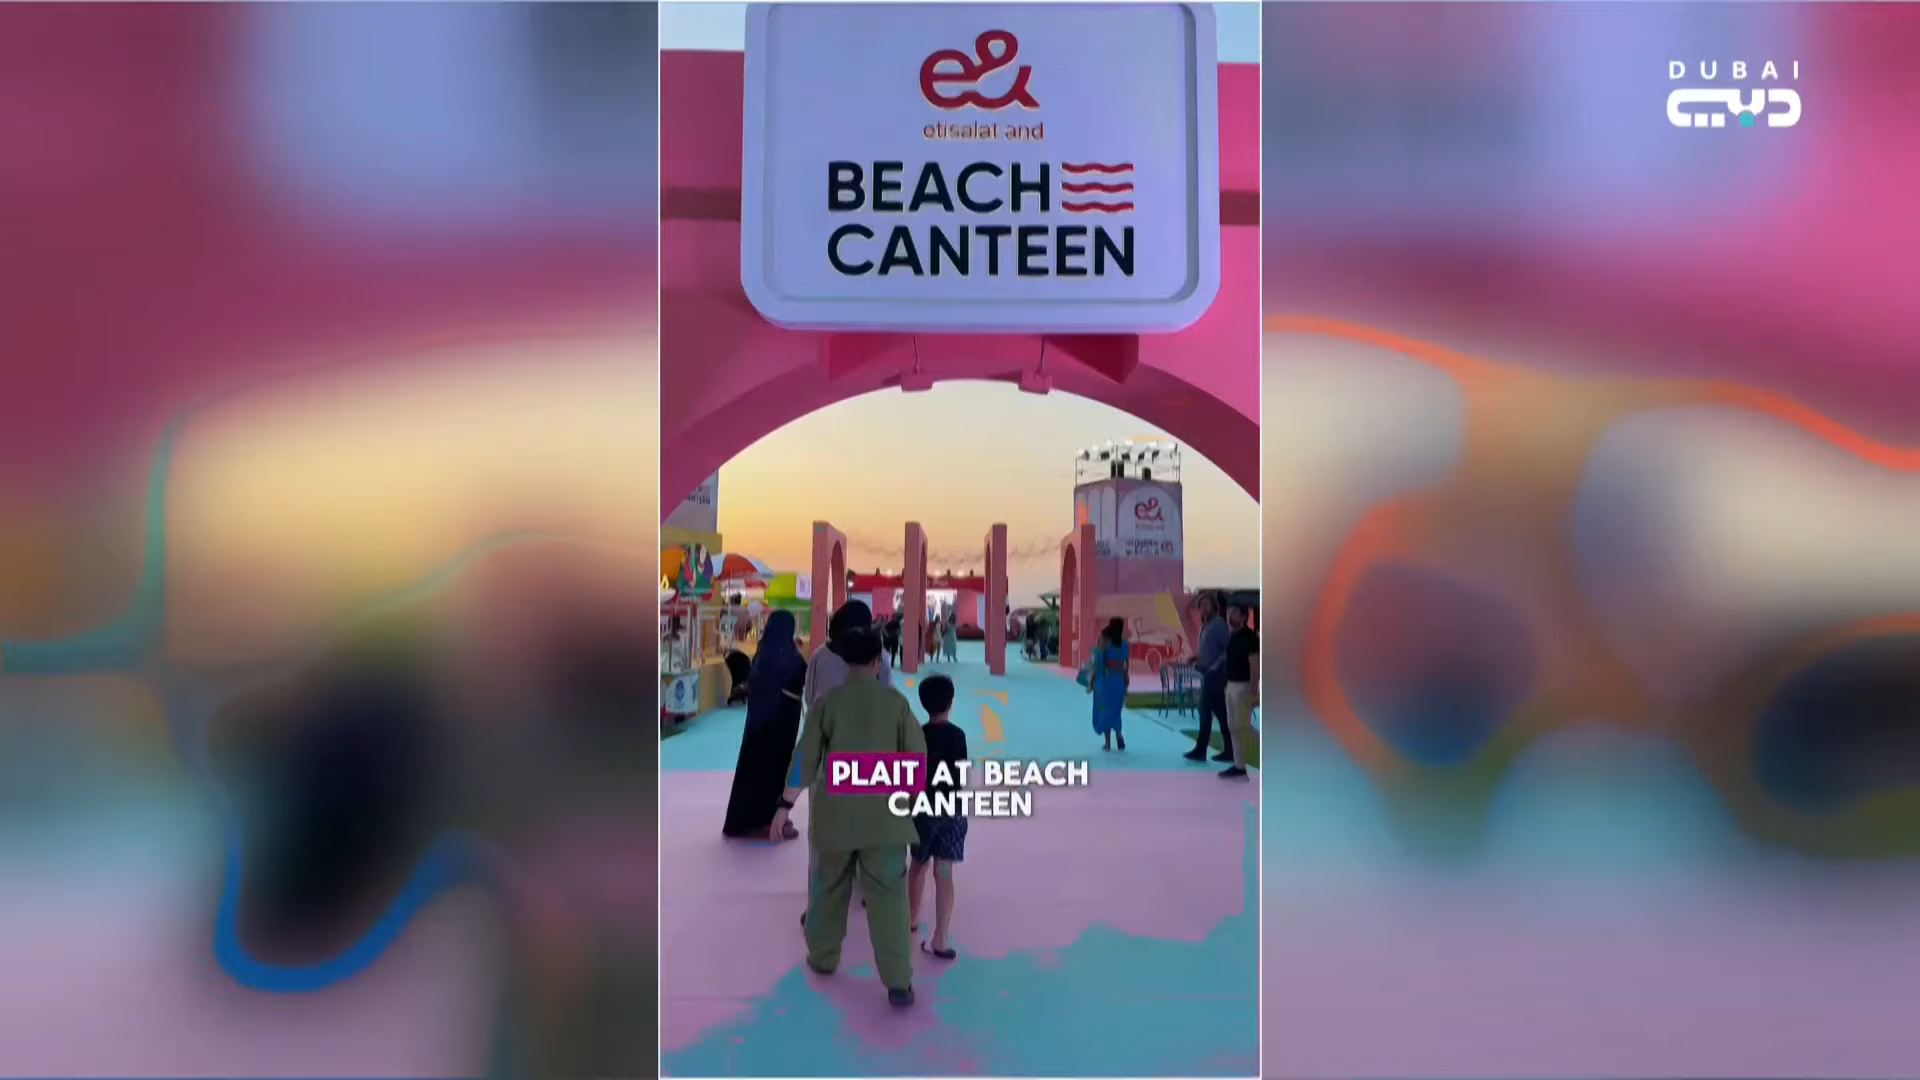 e&
etisalat and
BEACH
CANTEEN
DUBAI
دبي
e&
PLAIT AT BEACH
CANTEEN